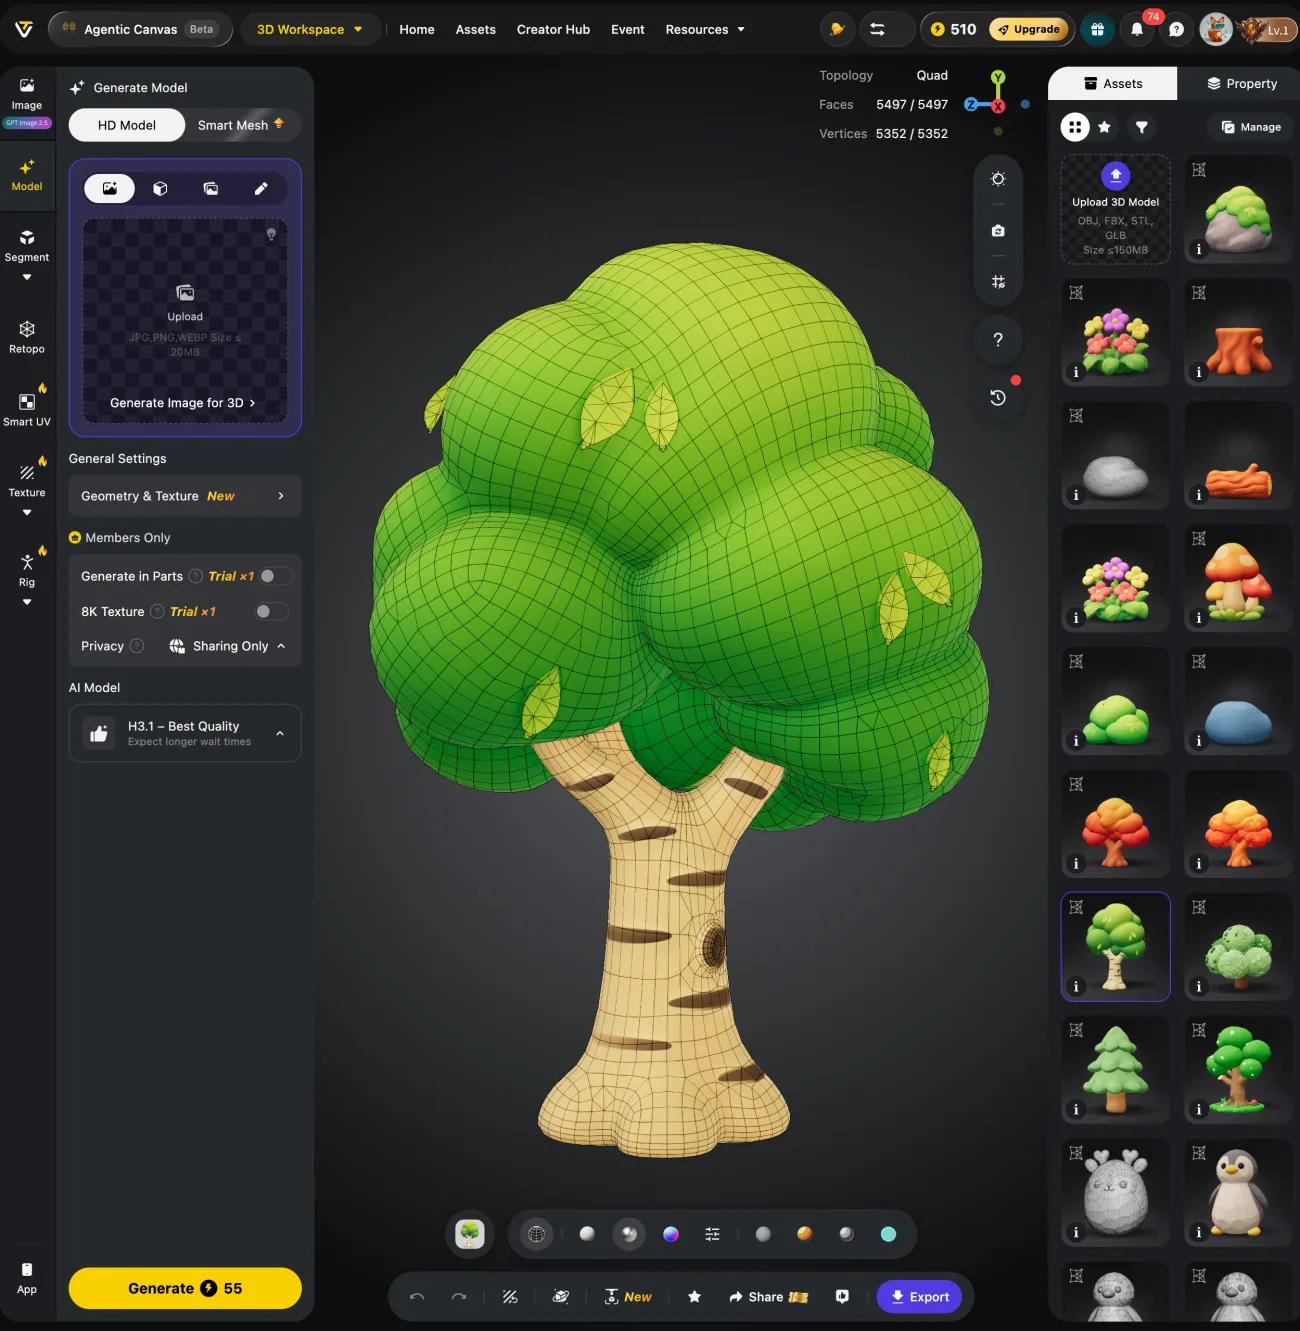 Agentic Canvas Beta
3D Workspace
Home
Assets
Creator Hub
Event
Resources
510
Upgrade
74
Lv.1
Image
GPT Image 2.5
Model
Segment
Retopo
Smart UV
Texture
Rig
App
Generate Model
HD Model
Smart Mesh
Upload
JPG,PNG,WEBP Size ≤
20MB
Generate Image for 3D
General Settings
Geometry & Texture New
Members Only
Generate in Parts ? Trial ×1
8K Texture ? Trial ×1
Privacy ? Sharing Only
AI Model
H3.1 – Best Quality
Expect longer wait times
Generate 55
Topology Quad
Faces 5497 / 5497
Vertices 5352 / 5352
Y
Z
X
?
New
Share
Export
Assets
Property
Manage
Upload 3D Model
OBJ, FBX, STL,
GLB
Size ≤150MB